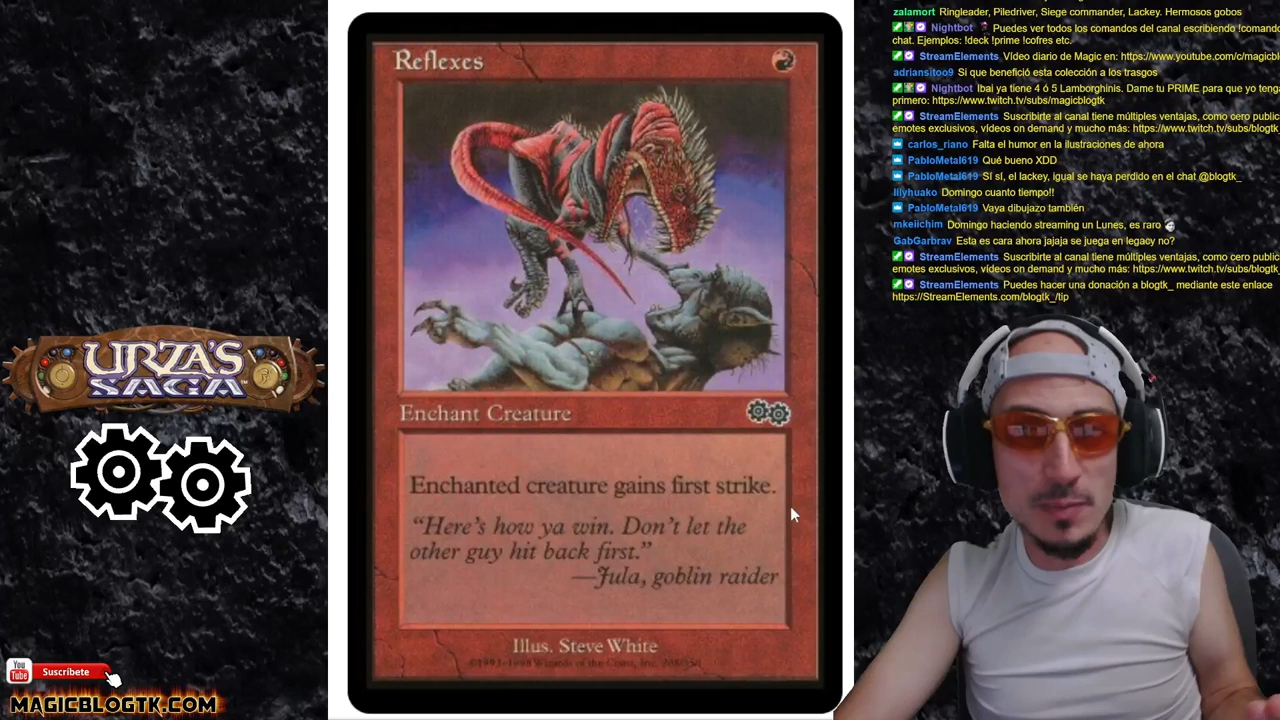 Reflexes
Enchant Creature
Enchanted creature gains first strike.
“Here's how ya win. Don't let the
other guy hit back first.”
—Jula, goblin raider
Illus. Steve White
URZA'S
SAGA
You
Tube
Suscríbete
MAGICBLOGTK.COM
zalamort Ringleader, Piledriver, Siege commander, Lackey. Hermosos gobos
Nightbot Puedes ver todos los comandos del canal escribiendo !comando
chat. Ejemplos: !deck !prime !cofres etc.
StreamElements Vídeo diario de Magic en: https://www.youtube.com/c/magicbl
adriansitoo9 Si que benefició esta colección a los trasgos
Nightbot Ibai ya tiene 4 ó 5 Lamborghinis. Dame tu PRIME para que yo teng
primero: https://www.twitch.tv/subs/magicblogtk
StreamElements Suscribirte al canal tiene múltiples ventajas, como cero public
emotes exclusivos, vídeos on demand y mucho más: https://www.twitch.tv/subs/blogtk
carlos_riano Falta el humor en la ilustraciones de ahora
PabloMetal619 Qué bueno XDD
PabloMetal619 Sí sí, el lackey, igual se haya perdido en el chat @blogtk_
lilyhuako Domingo cuanto tiempo!!
PabloMetal619 Vaya dibujazo también
mkeiichim Domingo haciendo streaming un Lunes, es raro
GabGarbrav Esta es cara ahora jajaja se juega en legacy no?
StreamElements Suscribirte al canal tiene múltiples ventajas, como cero public
emotes exclusivos, vídeos on demand y mucho más: https://www.twitch.tv/subs/blogtk
StreamElements Puedes hacer una donación a blogtk_ mediante este enlace
https://StreamElements.com/blogtk_/tip